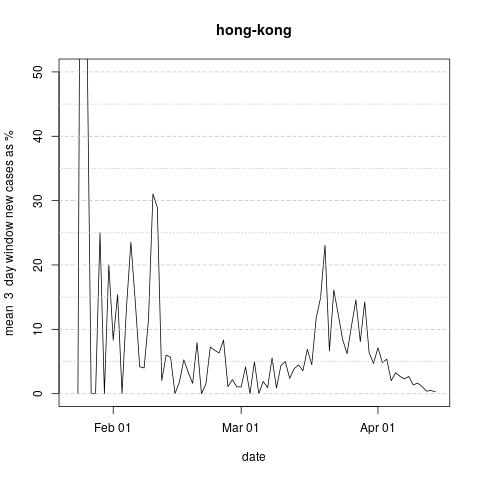 hong-kong
mean 3 day window new cases as %
50
40
30
20
10
0
Feb 01
Mar 01
Apr 01
date